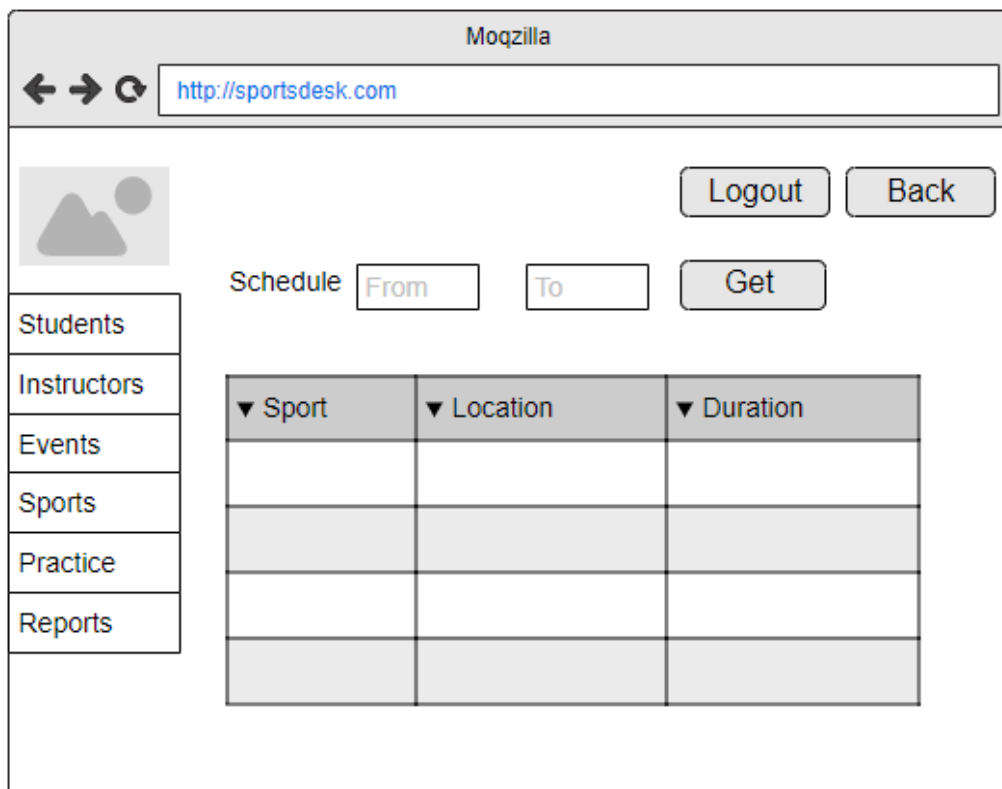 Moqzilla
http://sportsdesk.com
Logout Back
Schedule From To Get
Students
Instructors
Events
Sports
Practice
Reports
▼ Sport ▼ Location ▼ Duration